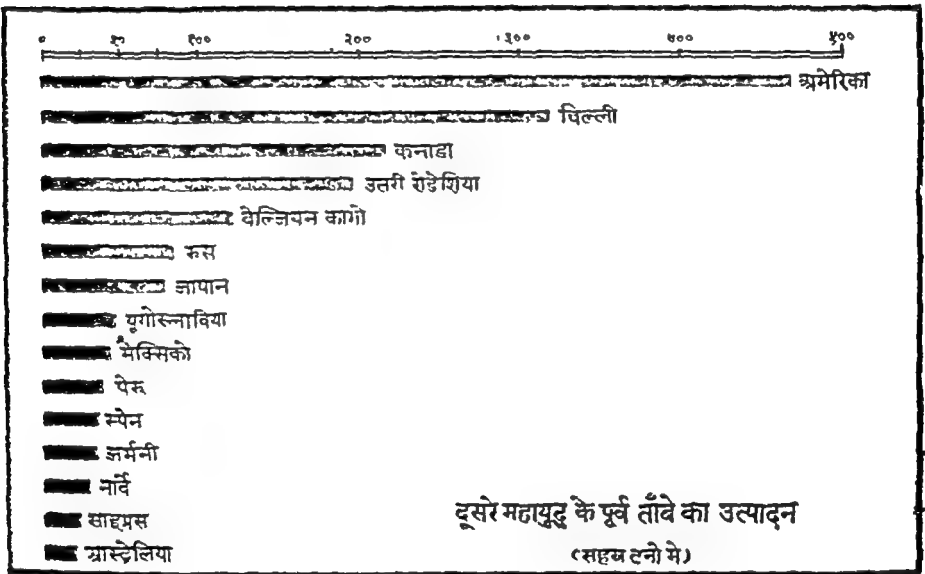 ० ५० १०० २०० ३०० ४०० ५००
अमेरिका
चिल्ली
कनाडा
उत्तरी रोडेशिया
वेल्जियन कागो
रुस
जापान
यूगोस्लाविया
मेक्सिको
पेरू
स्पेन
जर्मनी
नार्वे
साइप्रस
आस्ट्रेलिया
दूसरे महायुद्ध के पूर्व ताँबे का उत्पादन
(सहस्र टनो मे)